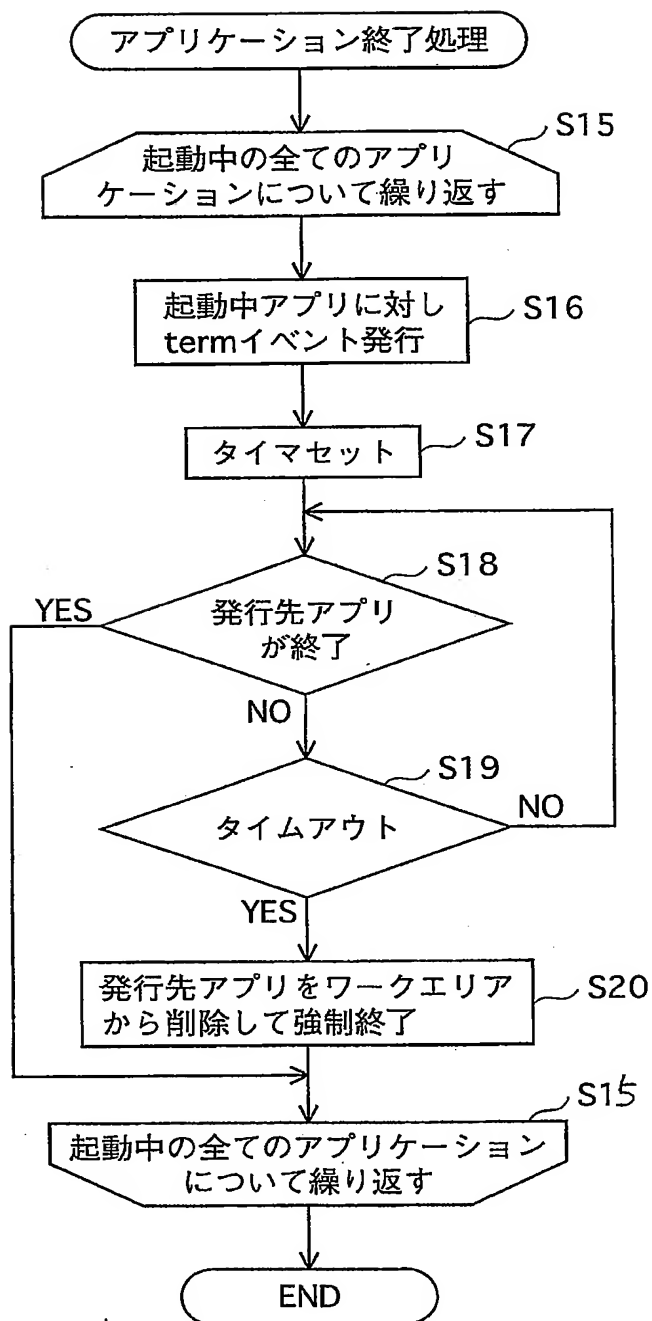 アプリケーション終了処理
S15
起動中の全てのアプリ
ケーションについて繰り返す
起動中アプリに対し
termイベント発行
S16
タイマセット
S17
S18
YES
発行先アプリ
が終了
NO
S19
タイムアウト
NO
YES
発行先アプリをワークエリア
から削除して強制終了
S20
S15
起動中の全てのアプリケーション
について繰り返す
END